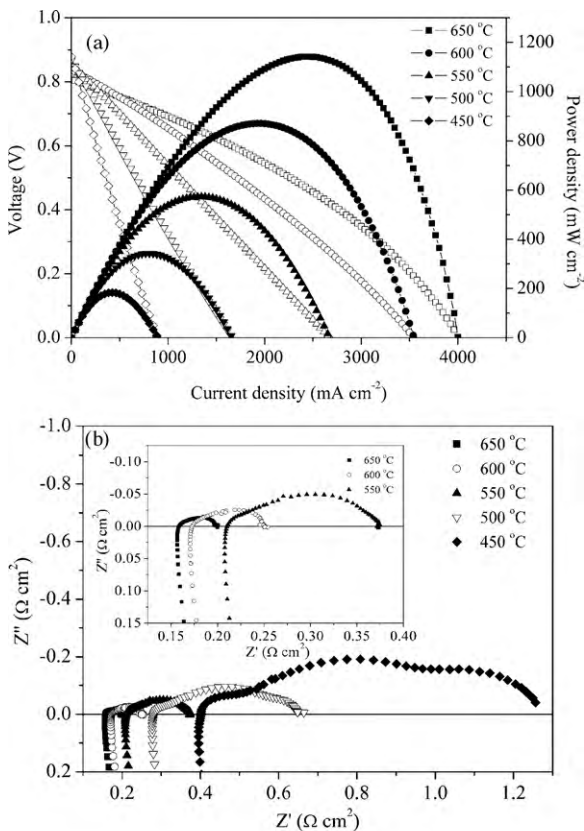 (a)
650 °C
600 °C
550 °C
500 °C
450 °C
Voltage (V)
1.0
0.8
0.6
0.4
0.2
0.0
Power density (mW cm⁻²)
1200
1000
800
600
400
200
0
0 1000 2000 3000 4000
Current density (mA cm⁻²)
(b)
650 °C
600 °C
550 °C
500 °C
450 °C
Z'' (Ω cm²)
-1.0
-0.8
-0.6
-0.4
-0.2
0.0
0.2
0.2 0.4 0.6 0.8 1.0 1.2
Z' (Ω cm²)
650 °C
600 °C
550 °C
Z'' (Ω cm²)
-0.10
-0.05
0.00
0.05
0.10
0.15
0.15 0.20 0.25 0.30 0.35 0.40
Z' (Ω cm²)